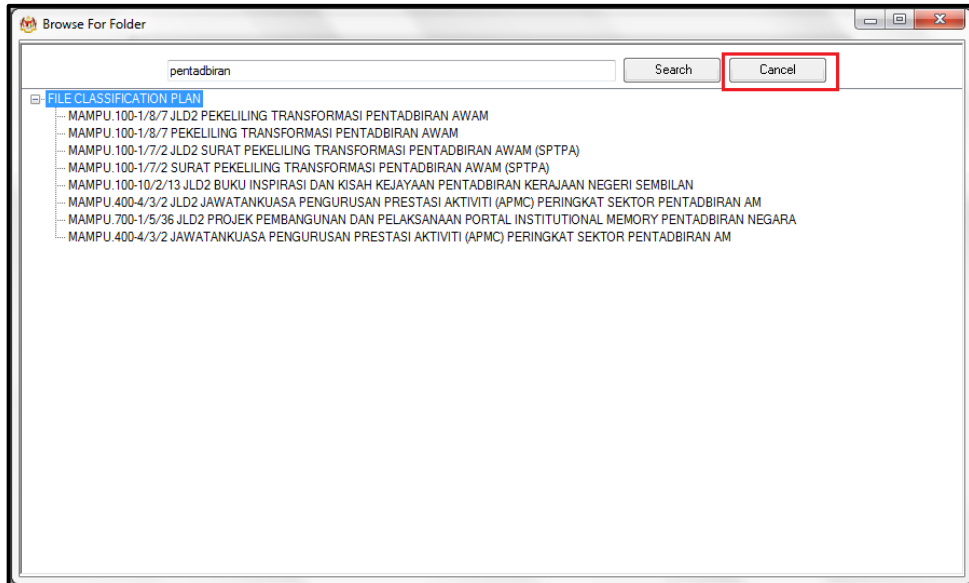 Browse For Folder
pentadbiran Search Cancel
FILE CLASSIFICATION PLAN
MAMPU.100-1/8/7 JLD2 PEKELILING TRANSFORMASI PENTADBIRAN AWAM
MAMPU.100-1/8/7 PEKELILING TRANSFORMASI PENTADBIRAN AWAM
MAMPU.100-1/7/2 JLD2 SURAT PEKELILING TRANSFORMASI PENTADBIRAN AWAM (SPTPA)
MAMPU.100-1/7/2 SURAT PEKELILING TRANSFORMASI PENTADBIRAN AWAM (SPTPA)
MAMPU.100-10/2/13 JLD2 BUKU INSPIRASI DAN KISAH KEJAYAAN PENTADBIRAN KERAJAAN NEGERI SEMBILAN
MAMPU.400-4/3/2 JLD2 JAWATANKUASA PENGURUSAN PRESTASI AKTIVITI (APMC) PERINGKAT SEKTOR PENTADBIRAN AM
MAMPU.700-1/5/36 JLD2 PROJEK PEMBANGUNAN DAN PELAKSANAAN PORTAL INSTITUTIONAL MEMORY PENTADBIRAN NEGARA
MAMPU.400-4/3/2 JAWATANKUASA PENGURUSAN PRESTASI AKTIVITI (APMC) PERINGKAT SEKTOR PENTADBIRAN AM